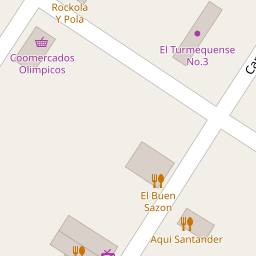 Rockola
Y Pola
El Turmequense
No.3
Coomercados
Olimpicos
El Buen
Sazon
Aqui Santander